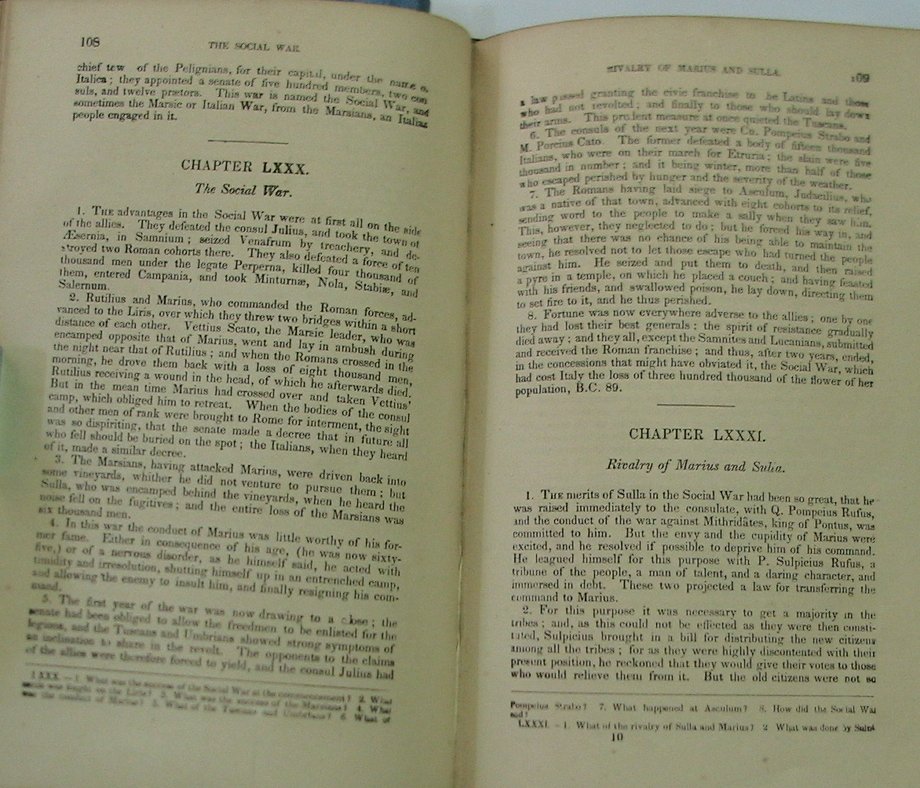 108
THE SOCIAL WAR.
chief tew of the Pelignians, for their capital, under the name o.
Italica; they appointed a senate of five hundred members, two con
suls, and twelve prætors. This war is named the Social War, and
sometimes the Marsic or Italian War, from the Marsians, an Italian
people engaged in it.
CHAPTER LXXX.
The Social War.
1. THE advantages in the Social War were at first all on the side
of the allies. They defeated the consul Julius, and took the town of
Æsernia, in Samnium; seized Venafrum by treachery, and de-
stroyed two Roman cohorts there. They also defeated a force of ten
thousand men under the legate Perperna, killed four thousand of
them, entered Campania, and took Minturnæ, Nola, Stabiæ, and
Salernum.
2. Rutilius and Marius, who commanded the Roman forces, ad-
vanced to the Liris, over which they threw two bridges within a short
distance of each other. Vettius Scato, the Marsic leader, who was
encamped opposite that of Marius, went and lay in ambush during
the night near that of Rutilius; and when the Romans crossed in the
morning, he drove them back with a loss of eight thousand men,
Rutilius receiving a wound in the head, of which he afterwards died.
But in the mean time Marius had crossed over and taken Vettius'
camp, which obliged him to retreat. When the bodies of the consul
and other men of rank were brought to Rome for interment, the sight
was so dispiriting, that the senate made a decree that in future all
who fell should be buried on the spot; the Italians, when they heard
of it, made a similar decree.
3. The Marsians, having attacked Marius, were driven back into
some vineyards, whither he did not venture to pursue them; but
Sulla, who was encamped behind the vineyards, when he heard the
noise fell on the fugitives; and the entire loss of the Marsians was
six thousand men.
4. In this war the conduct of Marius was little worthy of his for-
mer fame. Either in consequence of his age, (he was now sixty-
five,) or of a nervous disorder, as he himself said, he acted with
timidity and irresolution, shutting himself up in an entrenched camp,
and allowing the enemy to insult him, and finally resigning his com-
mand.
5. The first year of the war was now drawing to a close; the
senate had been obliged to allow the freedmen to be enlisted for the
legions, and the Tuscans and Umbrians showed strong symptoms of
an inclination to share in the revolt. The opponents to the claims
of the allies were therefore forced to yield, and the consul Julius had
LXXX. — 1. What was the success of the Social War at the commencement? 2. What
was fought on the Liris? 3. What was the success of the Marsians? 4. What
was the conduct of Marius? 5. What of the Tuscans and Umbrians? 6. What of
RIVALRY OF MARIUS AND SULLA.
109
a law passed granting the civic franchise to he Latins and those
who had not revolted; and finally to those who should lay down
their arms. This prudent measure at once quieted the Tuscans.
6. The consuls of the next year were Cn. Pompeius Strabo and
M. Porcius Cato. The former defeated a body of fifteen thousand
Italians, who were on their march for Etruria; the slain were five
thousand in number; and it being winter, more than half of those
who escaped perished by hunger and the severity of the weather.
7. The Romans having laid siege to Asculum, Judacilius, who
was a native of that town, advanced with eight cohorts to its relief,
sending word to the people to make a sally when they saw him.
This, however, they neglected to do; but he forced his way in, and
seeing that there was no chance of his being able to maintain the
town, he resolved not to let those escape who had turned the people
against him. He seized and put them to death, and then raised
a pyre in a temple, on which he placed a couch; and having feasted
with his friends, and swallowed poison, he lay down, directing them
to set fire to it, and he thus perished.
8. Fortune was now everywhere adverse to the allies; one by one
they had lost their best generals: the spirit of resistance gradually
died away; and they all, except the Samnites and Lucanians, submitted
and received the Roman franchise; and thus, after two years, ended,
in the concessions that might have obviated it, the Social War, which
had cost Italy the loss of three hundred thousand of the flower of her
population, B.C. 89.
CHAPTER LXXXI.
Rivalry of Marius and Sulla.
1. THE merits of Sulla in the Social War had been so great, that he
was raised immediately to the consulate, with Q. Pompeius Rufus,
and the conduct of the war against Mithridâtes, king of Pontus, was
committed to him. But the envy and the cupidity of Marius were
excited, and he resolved if possible to deprive him of his command.
He leagued himself for this purpose with P. Sulpicius Rufus, a
tribune of the people, a man of talent, and a daring character, and
immersed in debt. These two projected a law for transferring the
command to Marius.
2. For this purpose it was necessary to get a majority in the
tribes; and, as this could not be effected as they were then consti-
tuted, Sulpicius brought in a bill for distributing the new citizens
among all the tribes; for as they were highly discontented with their
present position, he reckoned that they would give their votes to those
who would relieve them from it. But the old citizens were not so
Pompeius Strabo? 7. What happened at Asculum? 8. How did the Social War
end?
LXXXI. — 1. What of the rivalry of Sulla and Marius? 2 What was done by
10